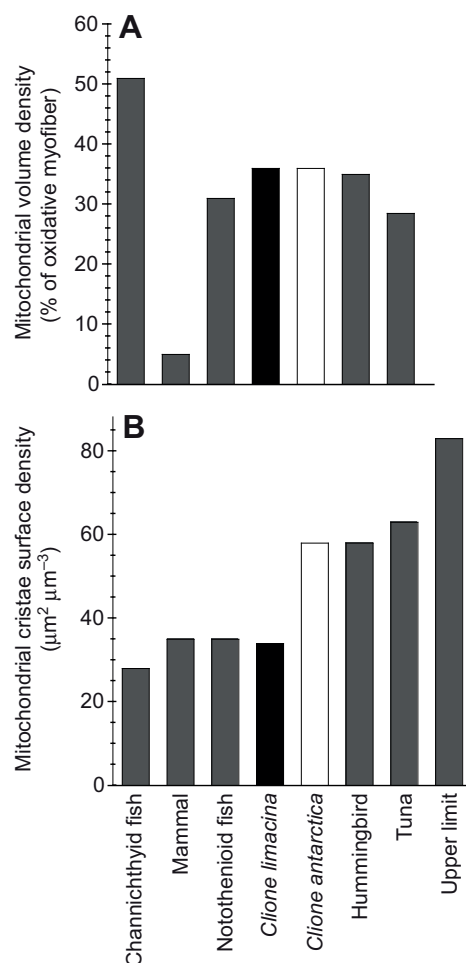 A
Mitochondrial volume density
(% of oxidative myofiber)
60
50
40
30
20
10
0
B
Mitochondrial cristae surface density
(µm² µm⁻³)
80
60
40
20
0
Channichthyid fish
Mammal
Notothenioid fish
Clione limacina
Clione antarctica
Hummingbird
Tuna
Upper limit